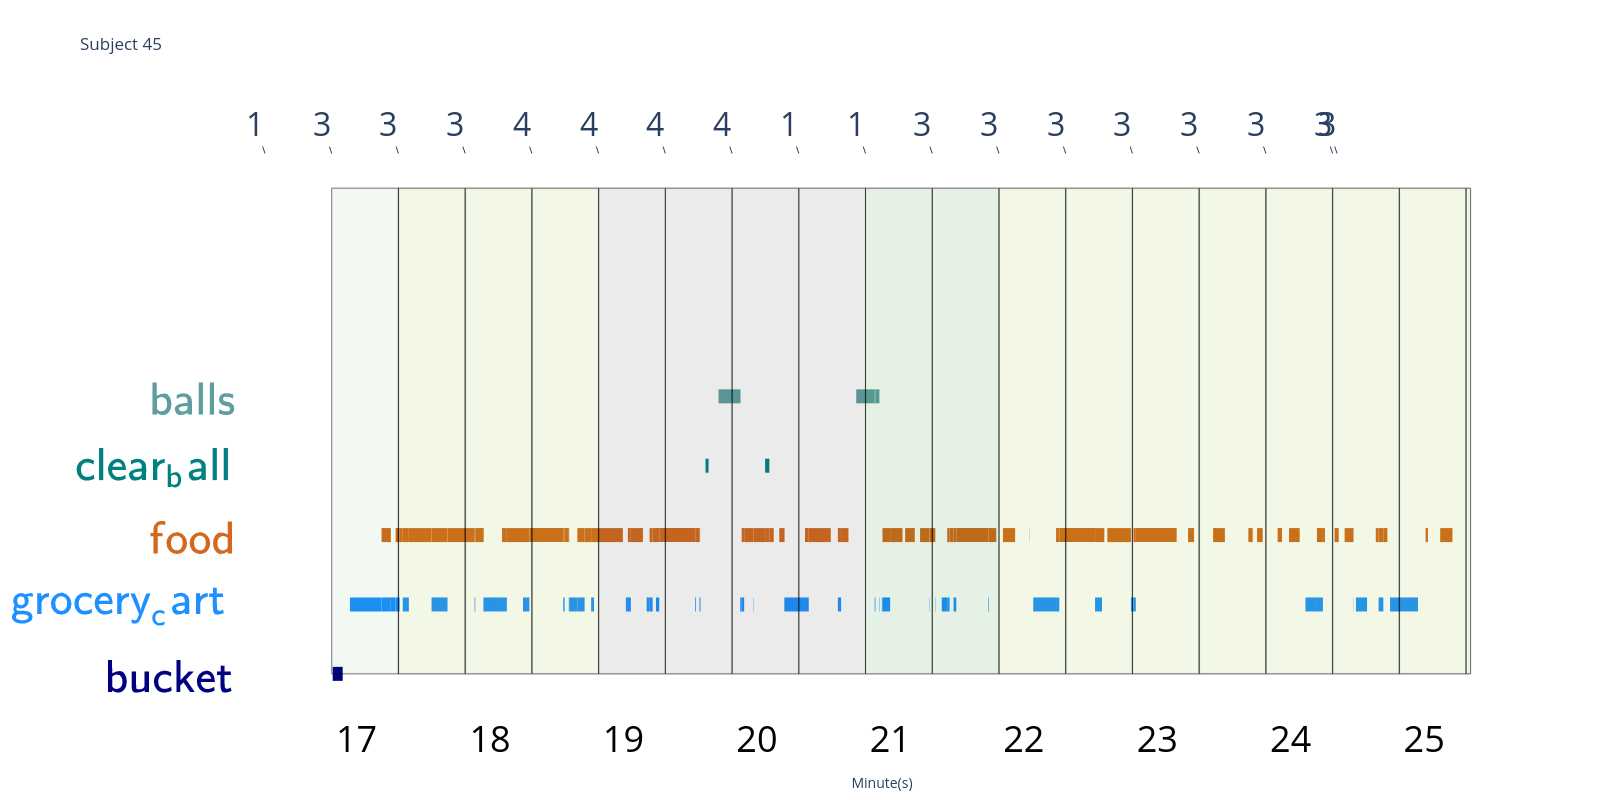 Subject 45
1 3 3 3 4 4 4 4 1 1 3 3 3 3 3 3 3 3
balls
clear_b all
food
grocery_c art
bucket
17 18 19 20 21 22 23 24 25
Minute(s)